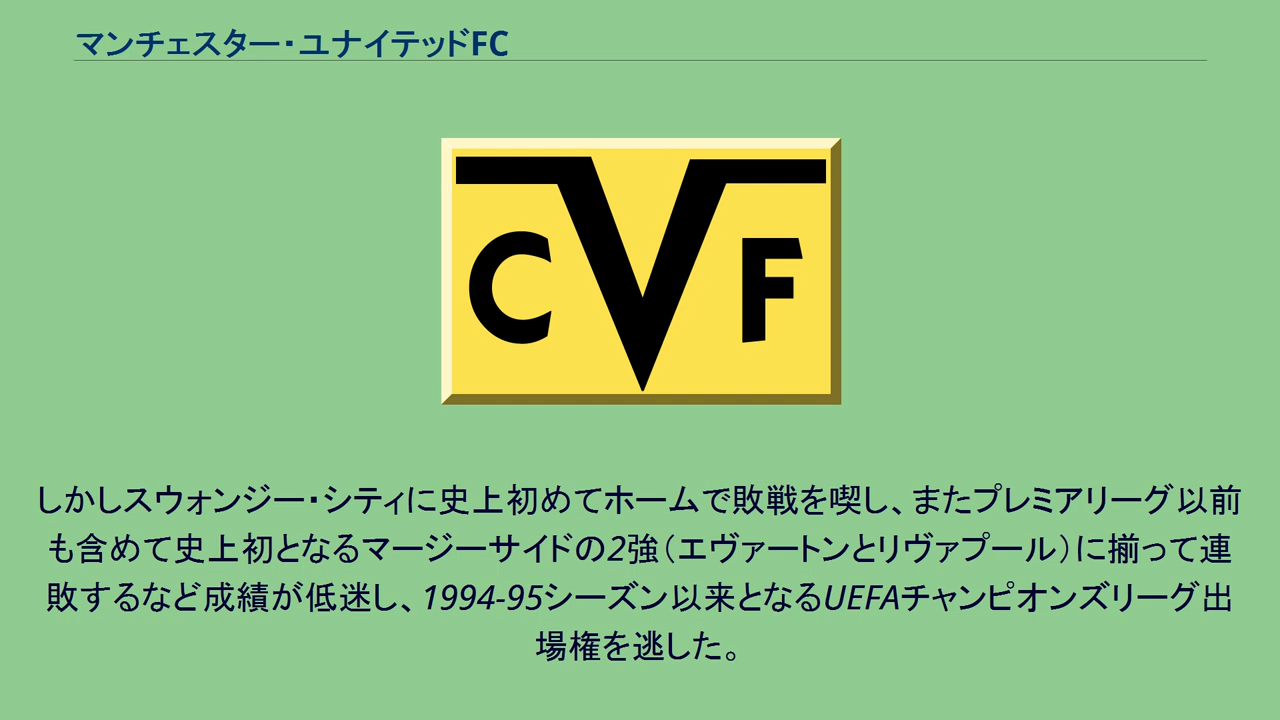 マンチェスター・ユナイテッドFC
C V F
しかしスウォンジー・シティに史上初めてホームで敗戦を喫し、またプレミアリーグ以前
も含めて史上初となるマージーサイドの2強（エヴァートンとリヴァプール）に揃って連
敗するなど成績が低迷し、1994-95シーズン以来となるUEFAチャンピオンズリーグ出
場権を逃した。